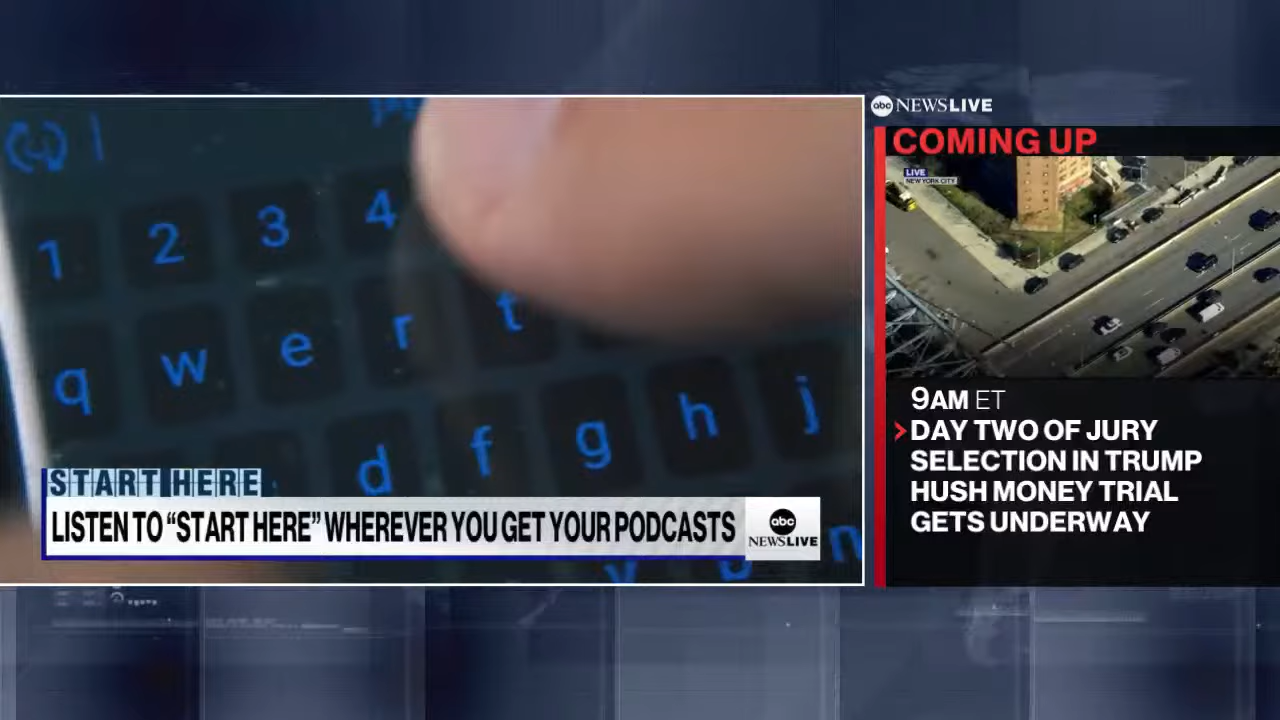 1 2 3 4
q w e r t
d f g h j
v b n
START HERE
LISTEN TO “START HERE” WHEREVER YOU GET YOUR PODCASTS
abc
NEWSLIVE
abc NEWSLIVE
COMING UP
LIVE
NEW YORK CITY
9AM ET
DAY TWO OF JURY
SELECTION IN TRUMP
HUSH MONEY TRIAL
GETS UNDERWAY